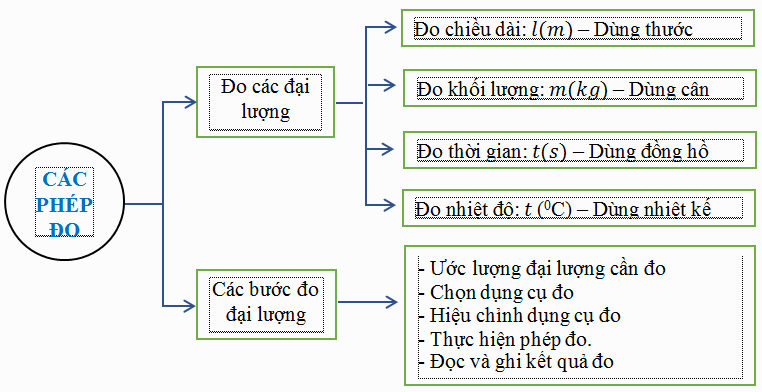 CÁC
PHÉP
ĐO
Đo các đại
lượng
Đo chiều dài: l(m) – Dùng thước
Đo khối lượng: m(kg) – Dùng cân
Đo thời gian: t(s) – Dùng đồng hồ
Đo nhiệt độ: t (⁰C) – Dùng nhiệt kế
Các bước đo
đại lượng
- Ước lượng đại lượng cần đo
- Chọn dụng cụ đo
- Hiệu chỉnh dụng cụ đo
- Thực hiện phép đo.
- Đọc và ghi kết quả đo